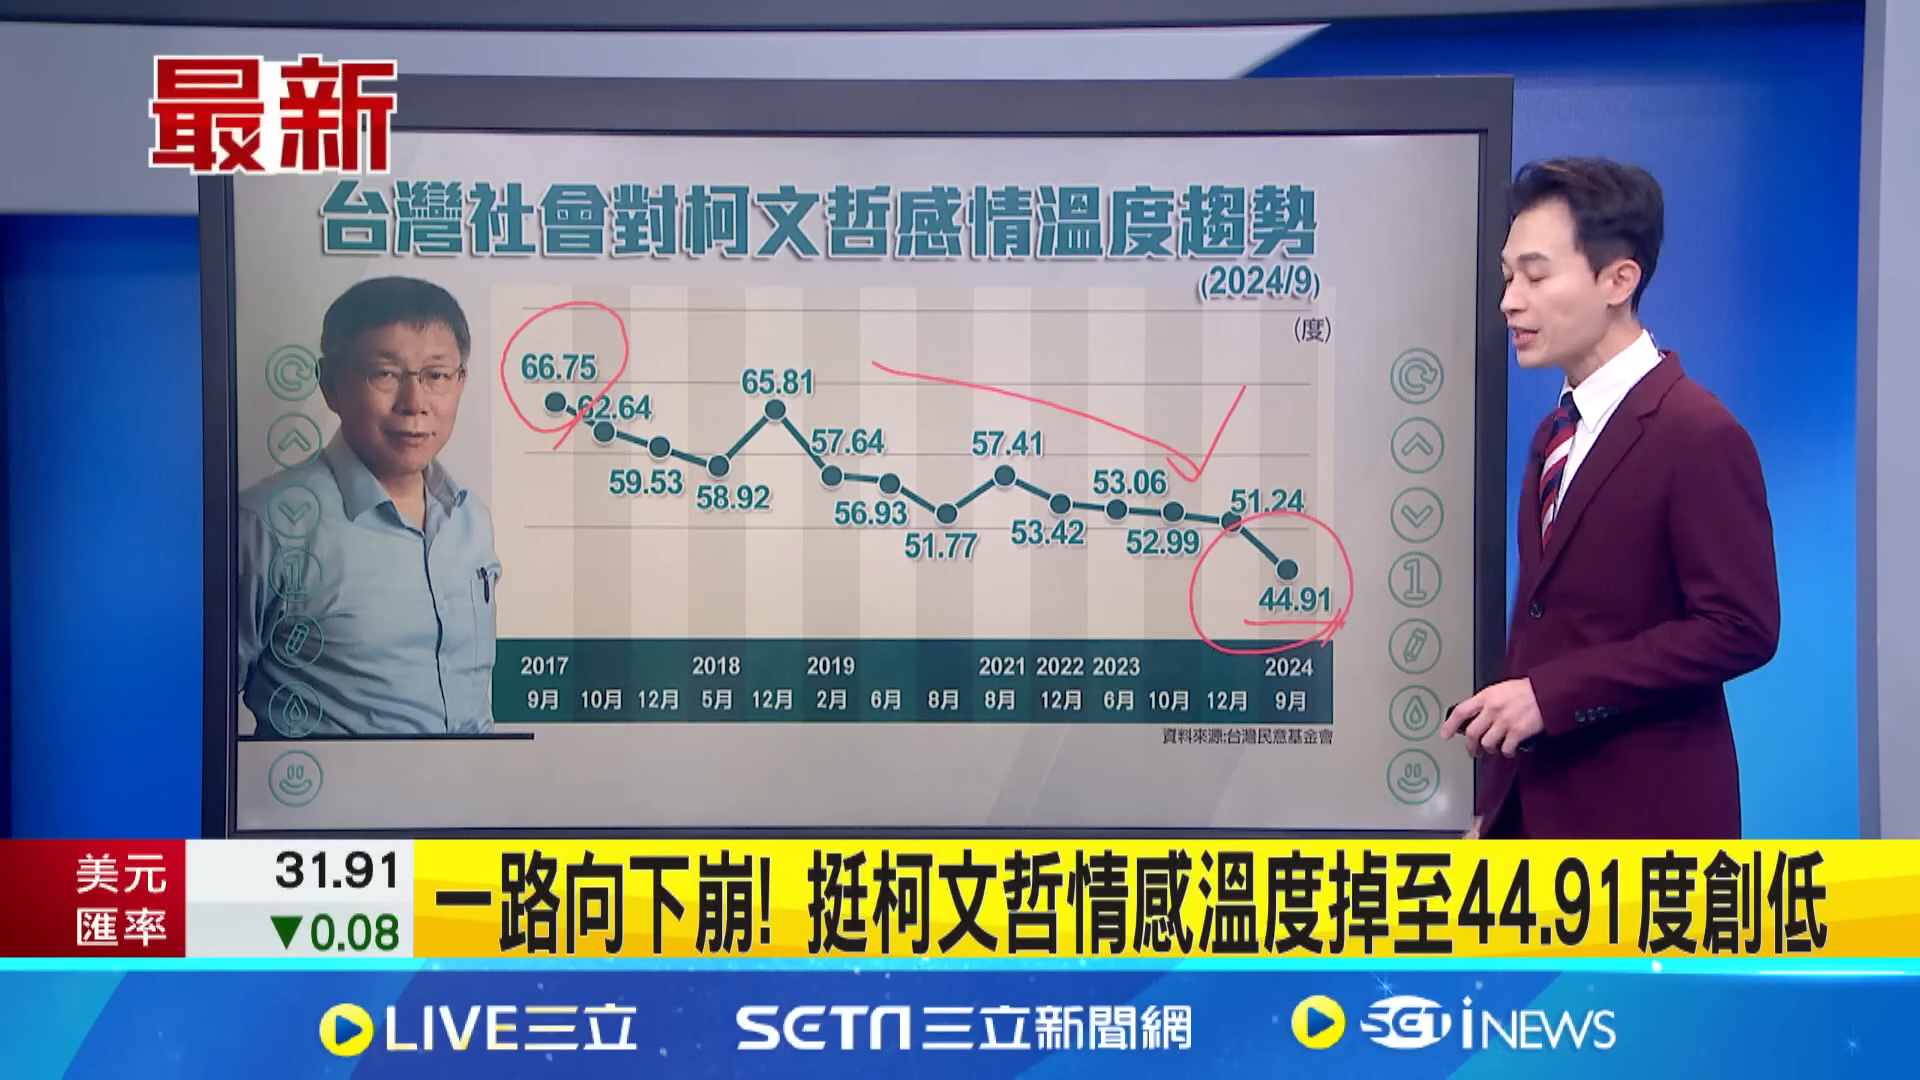 最新
台灣社會對柯文哲感情溫度趨勢
(2024/9)
(度)
66.75
62.64
59.53
58.92
65.81
57.64
56.93
51.77
57.41
53.42
53.06
52.99
51.24
44.91
2017 2018 2019 2021 2022 2023 2024
9月 10月 12月 5月 12月 2月 6月 8月 8月 12月 6月 10月 12月 9月
資料來源:台灣民意基金會
1
1
美元
匯率
31.91
▼0.08
一路向下崩! 挺柯文哲情感溫度掉至44.91度創低
LIVE三立
SETN三立新聞網
SET iNEWS